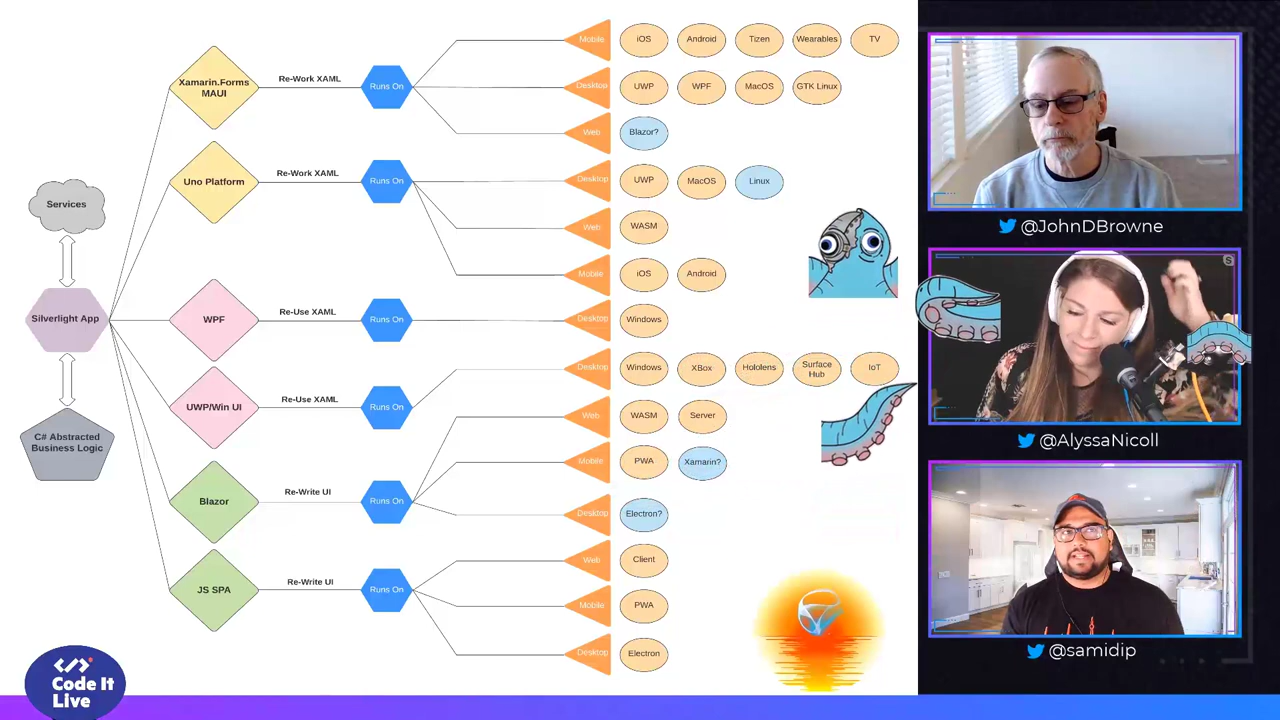 Services
Silverlight App
C# Abstracted
Business Logic
Xamarin.Forms
MAUI
Re-Work XAML
Runs On
Mobile
iOS
Android
Tizen
Wearables
TV
Desktop
UWP
WPF
MacOS
GTK Linux
Web
Blazor?
Uno Platform
Re-Work XAML
Runs On
Desktop
UWP
MacOS
Linux
Web
WASM
Mobile
iOS
Android
WPF
Re-Use XAML
Runs On
Desktop
Windows
UWP/Win UI
Re-Use XAML
Runs On
Desktop
Windows
XBox
Hololens
Surface
Hub
IoT
Blazor
Re-Write UI
Runs On
Web
WASM
Server
Mobile
PWA
Xamarin?
Desktop
Electron?
JS SPA
Re-Write UI
Runs On
Web
Client
Mobile
PWA
Desktop
Electron
Code It
Live
@JohnDBrowne
@AlyssaNicoll
@samidip